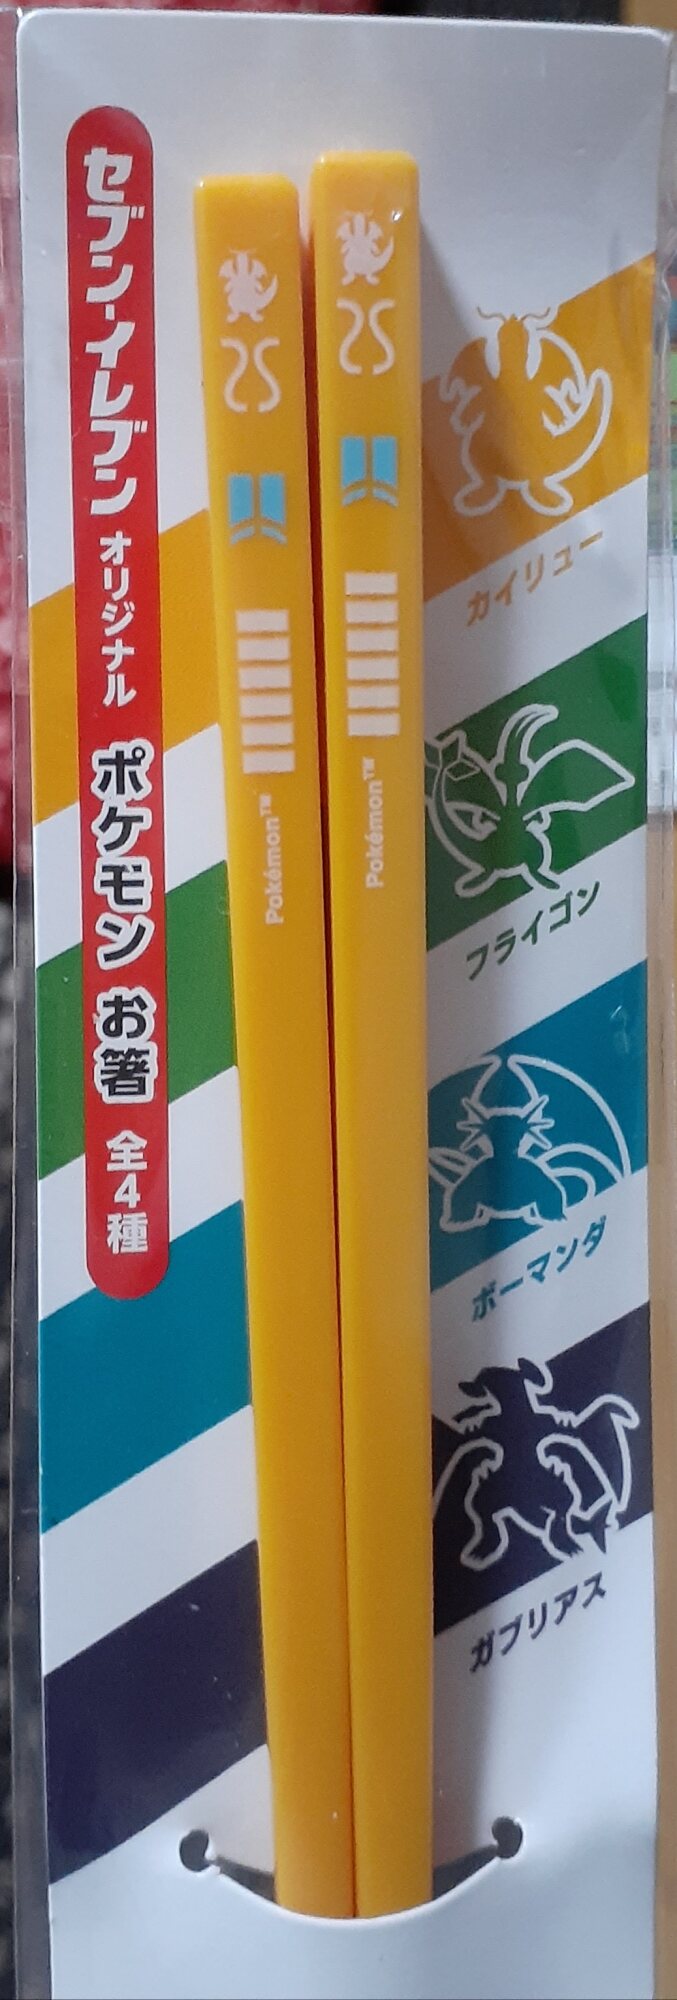 セブン-イレブン オリジナル ポケモン お箸 全4種
Pokémon™
Pokémon™
カイリュー
フライゴン
ボーマンダ
ガブリアス